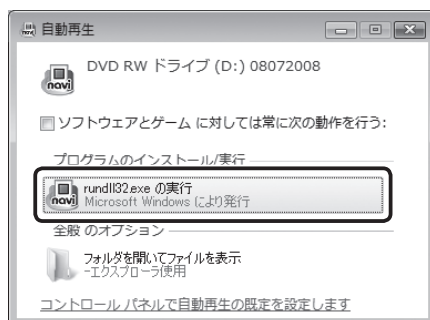 自動再生
DVD RW ドライブ (D:) 08072008
navi
ソフトウェアとゲーム に対しては常に次の動作を行う:
プログラムのインストール/実行
navi
rundll32.exe の実行
Microsoft Windows により発行
全般 のオプション
フォルダを開いてファイルを表示
-エクスプローラ使用
コントロール パネルで自動再生の既定を設定します